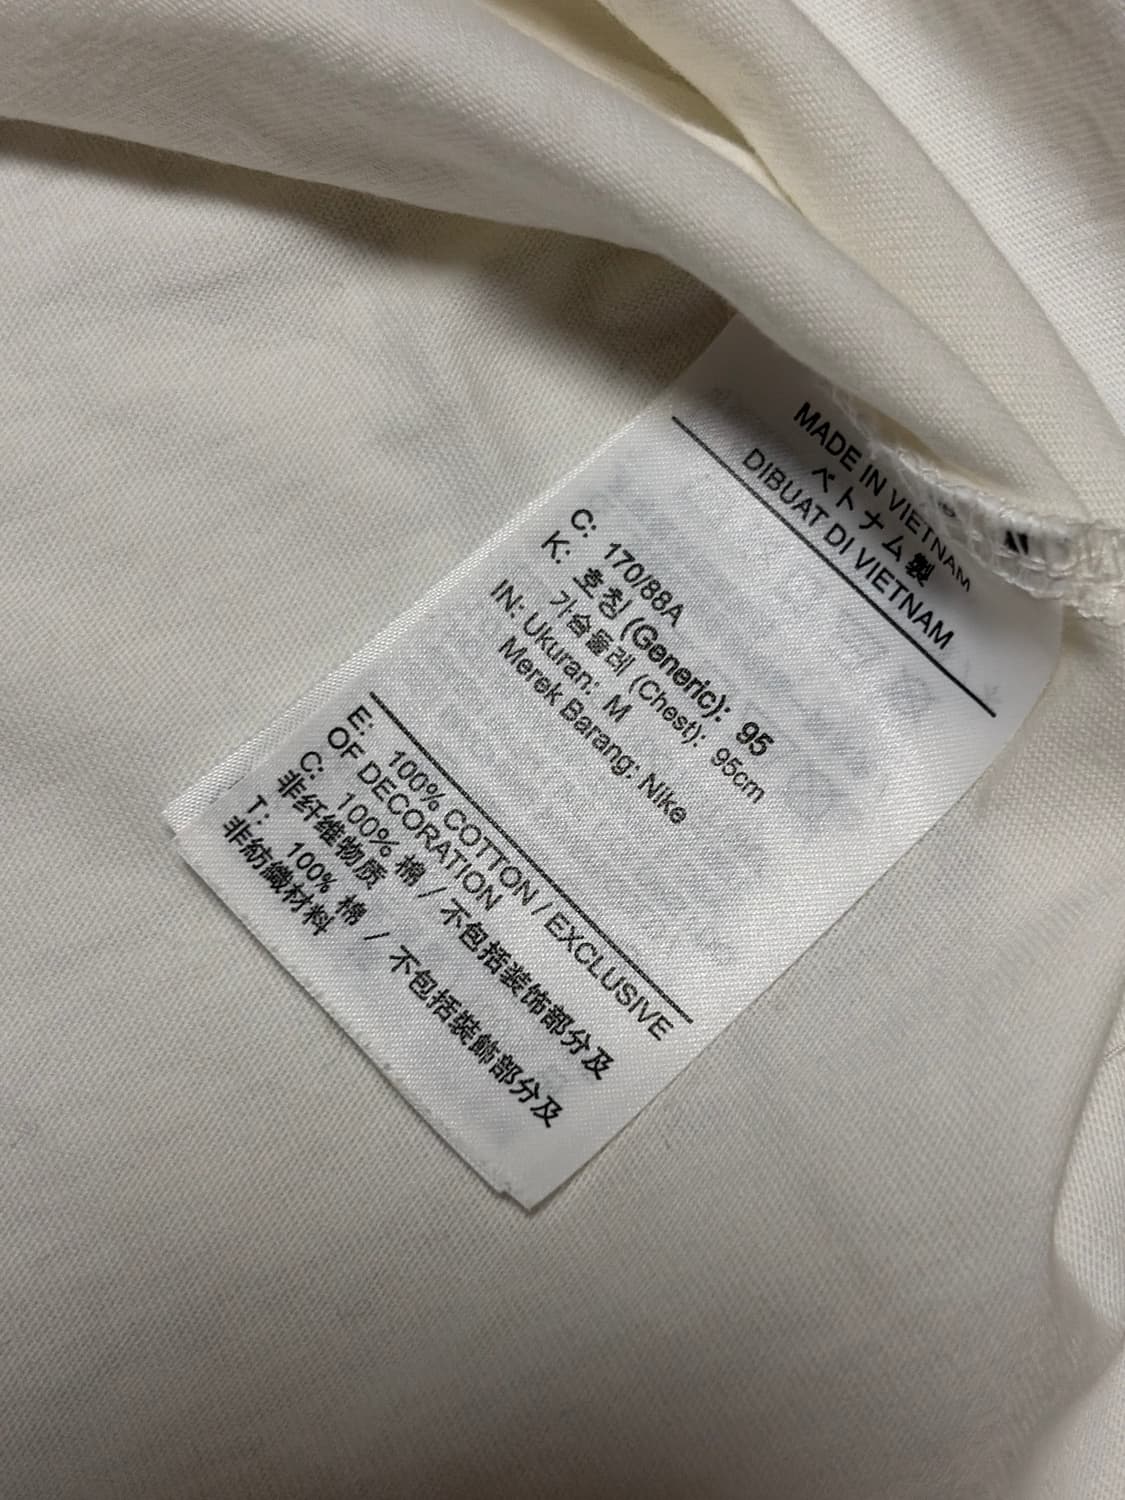 MADE IN VIETNAM
ベトナム製
DIBUAT DI VIETNAM
C: 170/88A
K: 호칭 (Generic): 95
가슴둘레 (Chest): 95cm
IN: Ukuran: M
Merek Barang: Nike
E: 100% COTTON / EXCLUSIVE
OF DECORATION
C: 100% 棉 / 不包括装饰部分及
非纤维物质
T: 100% 棉 / 不包括裝飾部分及
非紡織材料